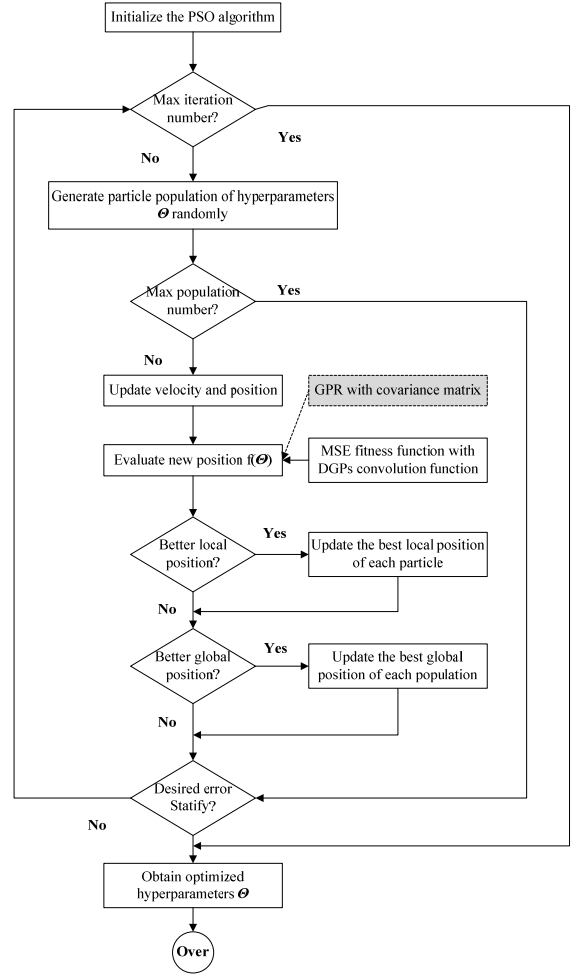 Initialize the PSO algorithm
Max iteration
number?
Yes
No
Generate particle population of hyperparameters
Θ randomly
Max population
number?
Yes
No
Update velocity and position
GPR with covariance matrix
Evaluate new position f(Θ)
MSE fitness function with
DGPs convolution function
Better local
position?
Yes
Update the best local position
of each particle
No
Better global
position?
Yes
Update the best global
position of each population
No
Desired error
Statify?
No
Obtain optimized
hyperparameters Θ
Over